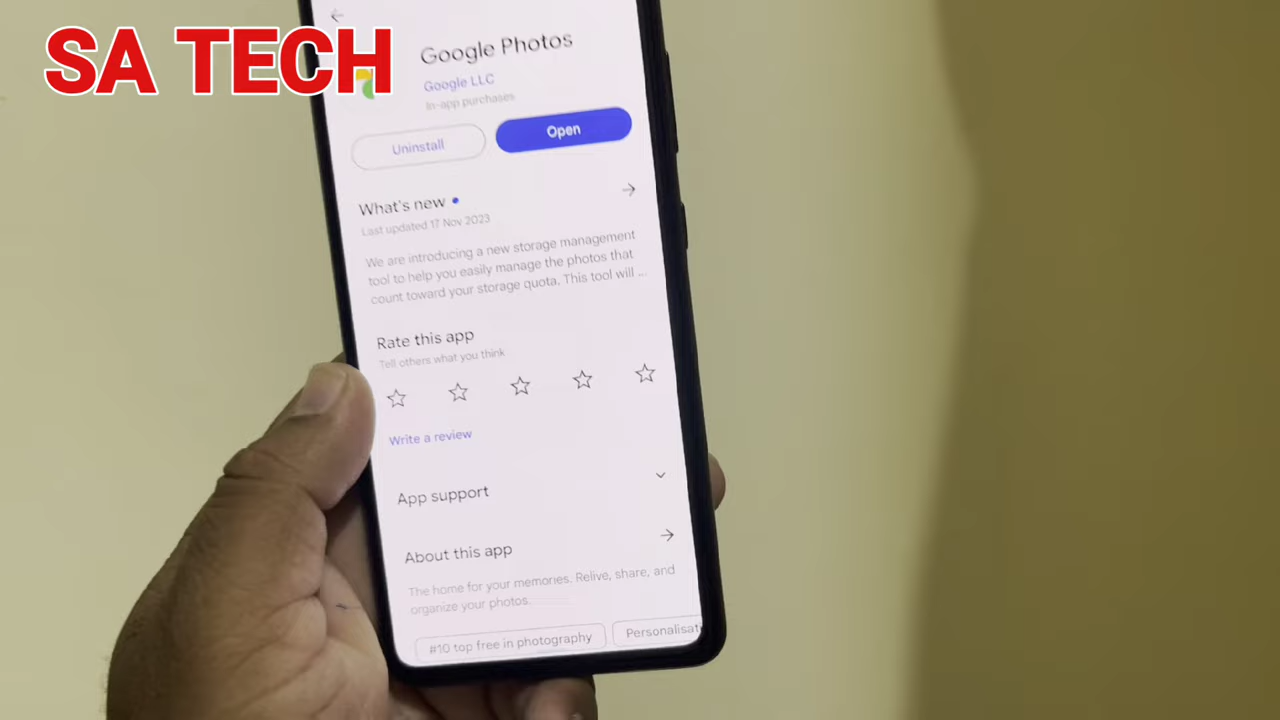 SA TECH
Google Photos
Google LLC
In-app purchases
Uninstall
Open
What's new
Last updated 17 Nov 2023
We are introducing a new storage management
tool to help you easily manage the photos that
count toward your storage quota. This tool will ...
Rate this app
Tell others what you think
Write a review
App support
About this app
The home for your memories. Relive, share, and
organize your photos.
#10 top free in photography
Personalisat